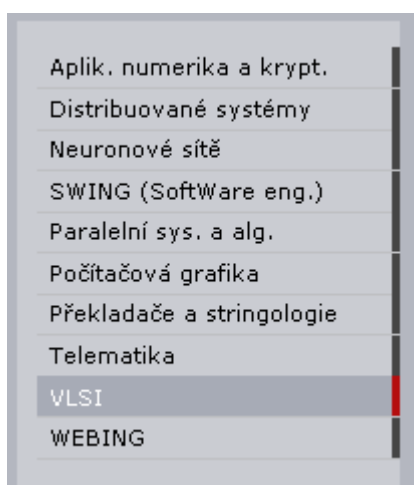 Aplik. numerika a krypt.
Distribuované systémy
Neuronové sítě
SWING (SoftWare eng.)
Paralelní sys. a alg.
Počítačová grafika
Překladače a stringologie
Telematika
VLSI
WEBING